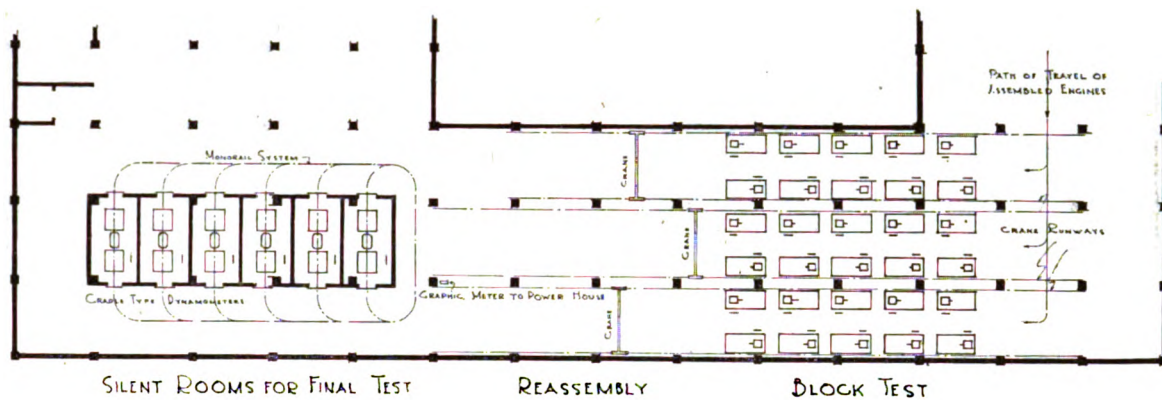 PATH OF TRAVEL OF
ASSEMBLED ENGINES
MONORAIL SYSTEM
CRANE
CRANE
CRANE RUNWAYS
CRADLE TYPE DYNAMOMETERS
GRAPHIC METER TO POWER HOUSE
CRANE
SILENT ROOMS FOR FINAL TEST
REASSEMBLY
BLOCK TEST